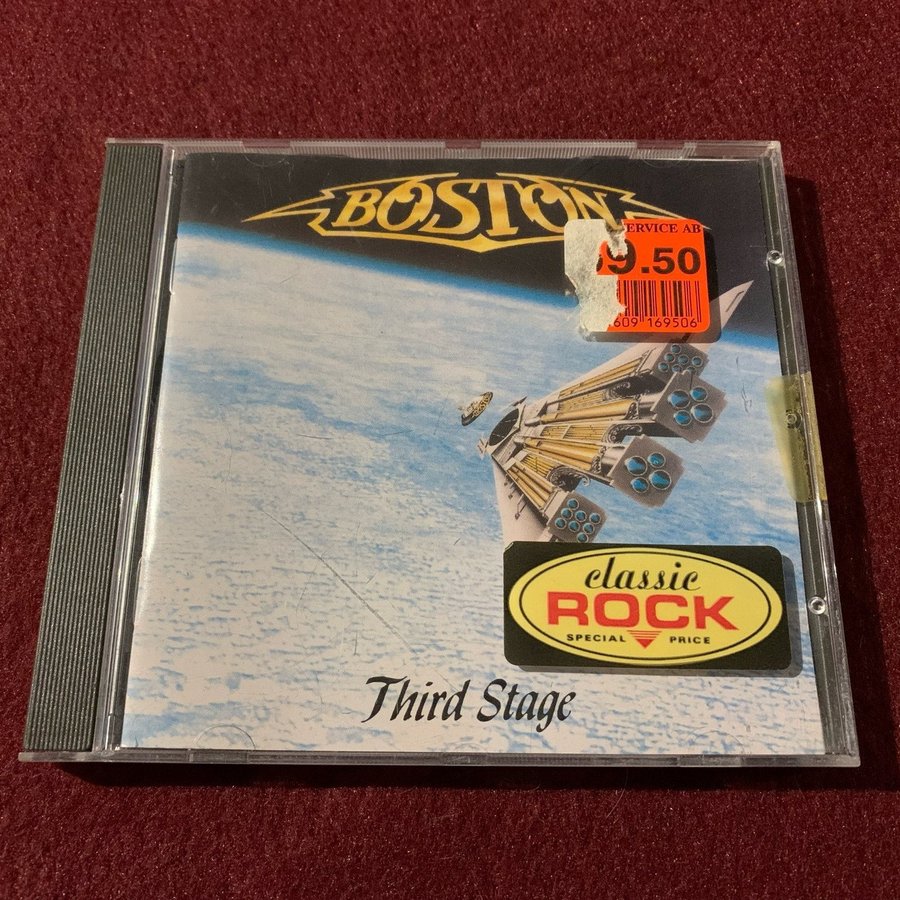 BOSTON
ERVICE AB
9.50
609 169506
classic
ROCK
SPECIAL PRICE
Third Stage